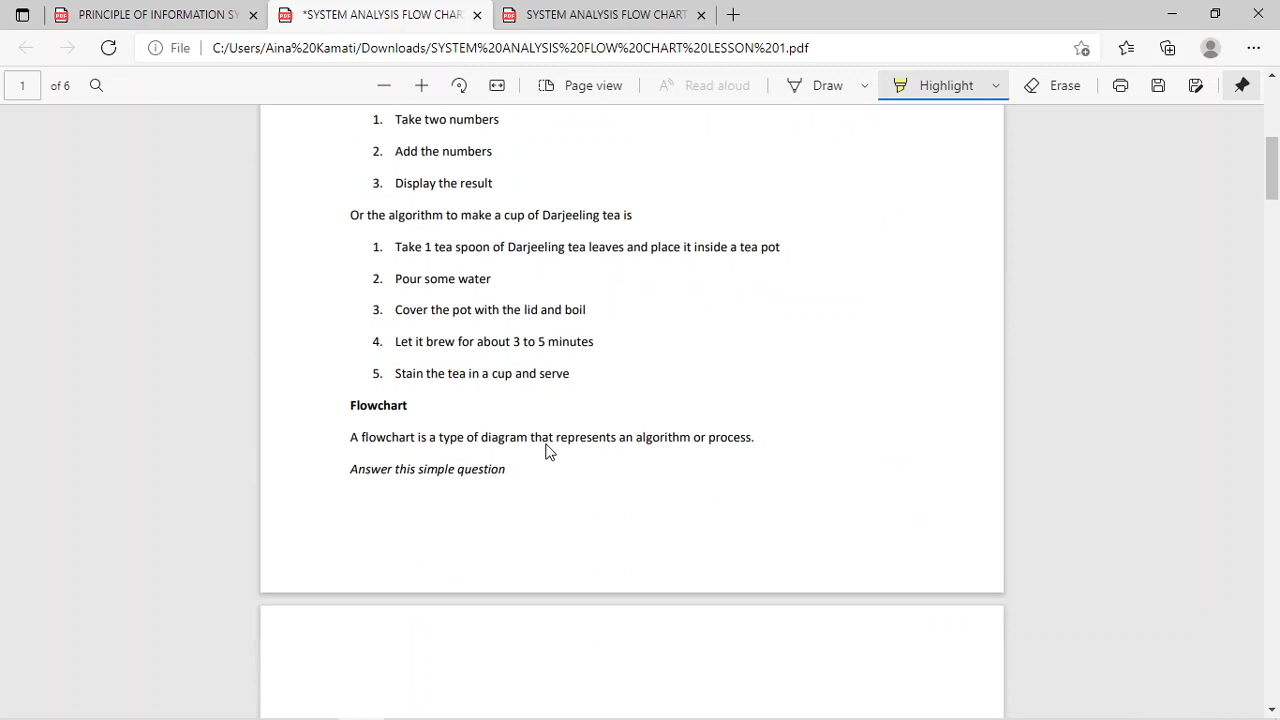 PRINCIPLE OF INFORMATION SY
*SYSTEM ANALYSIS FLOW CHAR
SYSTEM ANALYSIS FLOW CHART
File
C:/Users/Aina%20Kamati/Downloads/SYSTEM%20ANALYSIS%20FLOW%20CHART%20LESSON%201.pdf
1 of 6
Page view
Read aloud
Draw
Highlight
Erase
1. Take two numbers
2. Add the numbers
3. Display the result
Or the algorithm to make a cup of Darjeeling tea is
1. Take 1 tea spoon of Darjeeling tea leaves and place it inside a tea pot
2. Pour some water
3. Cover the pot with the lid and boil
4. Let it brew for about 3 to 5 minutes
5. Stain the tea in a cup and serve
Flowchart
A flowchart is a type of diagram that represents an algorithm or process.
Answer this simple question